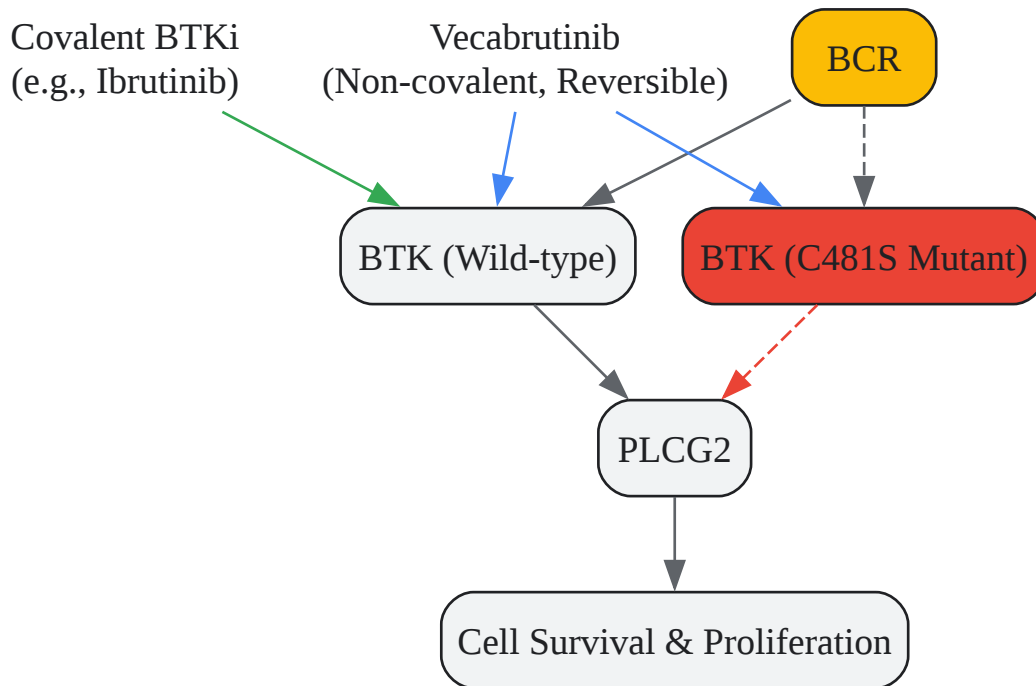 Covalent BTKi
(e.g., Ibrutinib)
Vecabrutinib
(Non-covalent, Reversible)
BCR
BTK (Wild-type)
BTK (C481S Mutant)
PLCG2
Cell Survival & Proliferation